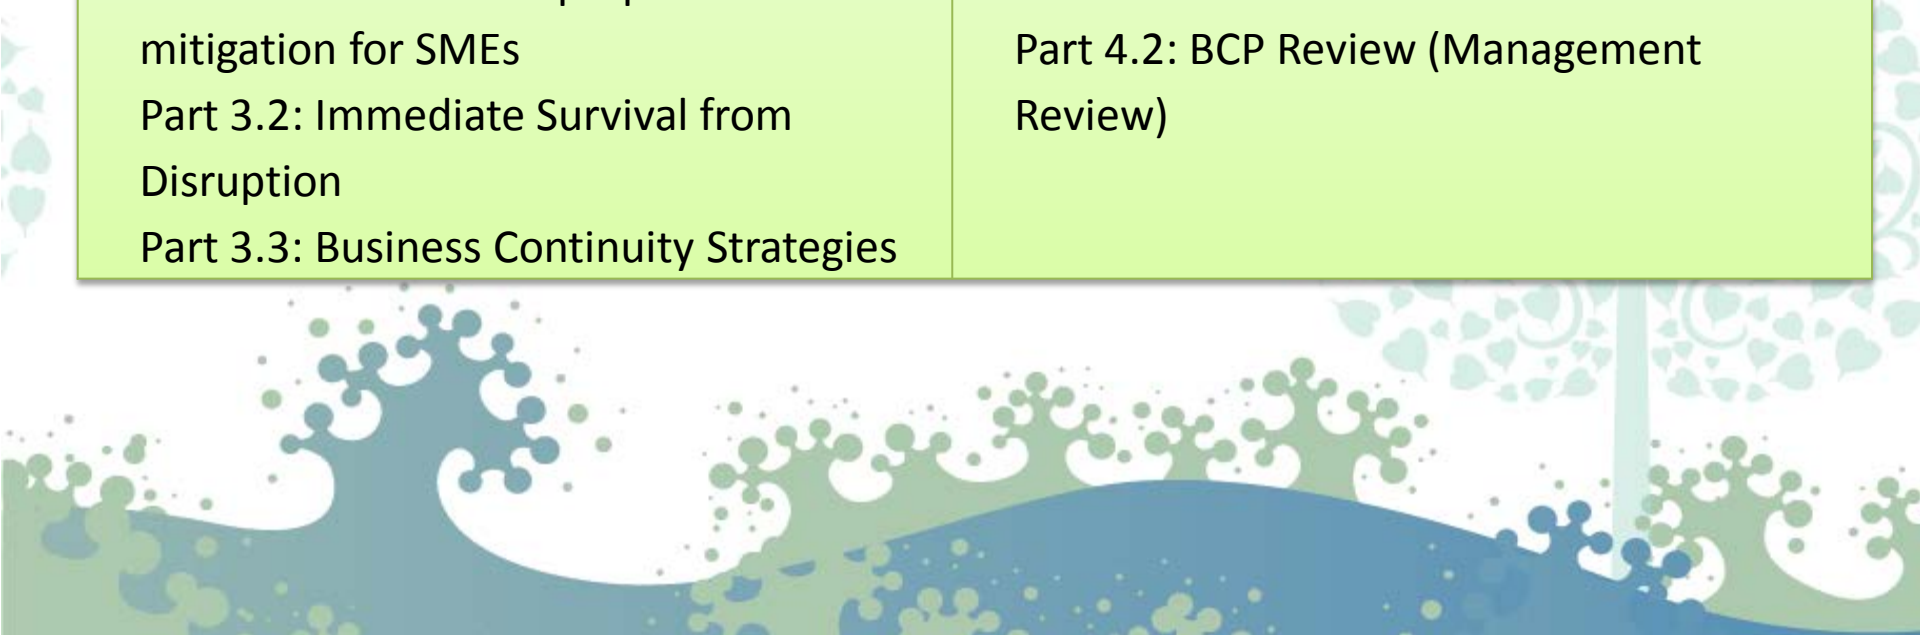 mitigation for SMEs
Part 3.2: Immediate Survival from
Disruption
Part 3.3: Business Continuity Strategies
Part 4.2: BCP Review (Management
Review)